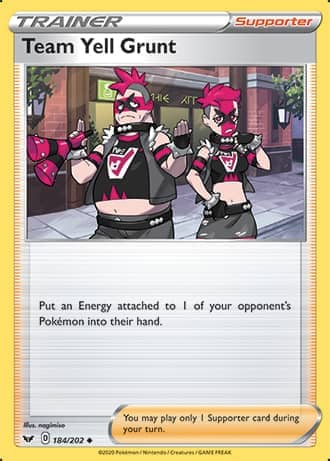 TRAINER
Supporter
Team Yell Grunt
Put an Energy attached to 1 of your opponent's
Pokémon into their hand.
Illus. nagimiso
D 184/202 ◆
You may play only 1 Supporter card during
your turn.
©2020 Pokémon / Nintendo / Creatures / GAME FREAK